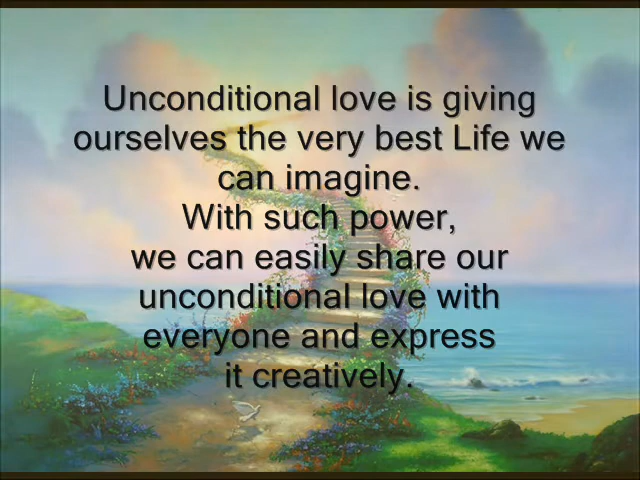 Unconditional love is giving
ourselves the very best Life we
can imagine.
With such power,
we can easily share our
unconditional love with
everyone and express
it creatively.